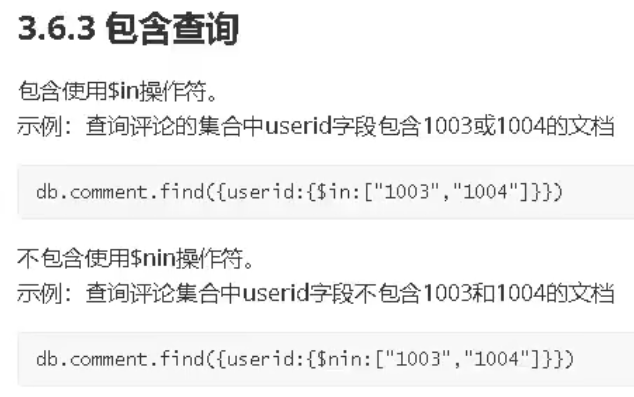 3.6.3 包含查询
包含使用$in操作符。
示例：查询评论的集合中userid字段包含1003或1004的文档
db.comment.find({userid:{$in:["1003","1004"]}})
不包含使用$nin操作符。
示例：查询评论集合中userid字段不包含1003和1004的文档
db.comment.find({userid:{$nin:["1003","1004"]}})